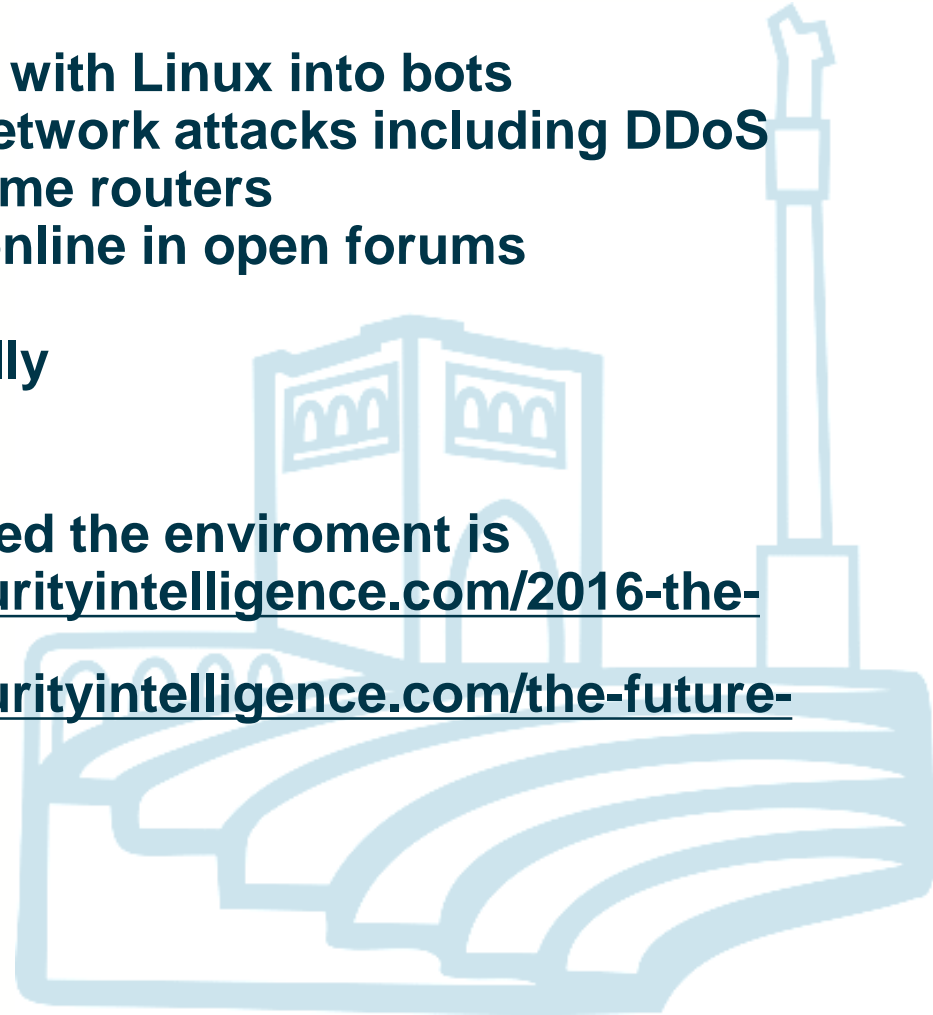 with Linux into bots
etwork attacks including DDoS
me routers
nline in open forums
lly
ed the enviroment is
urityintelligence.com/2016-the-
urityintelligence.com/the-future-